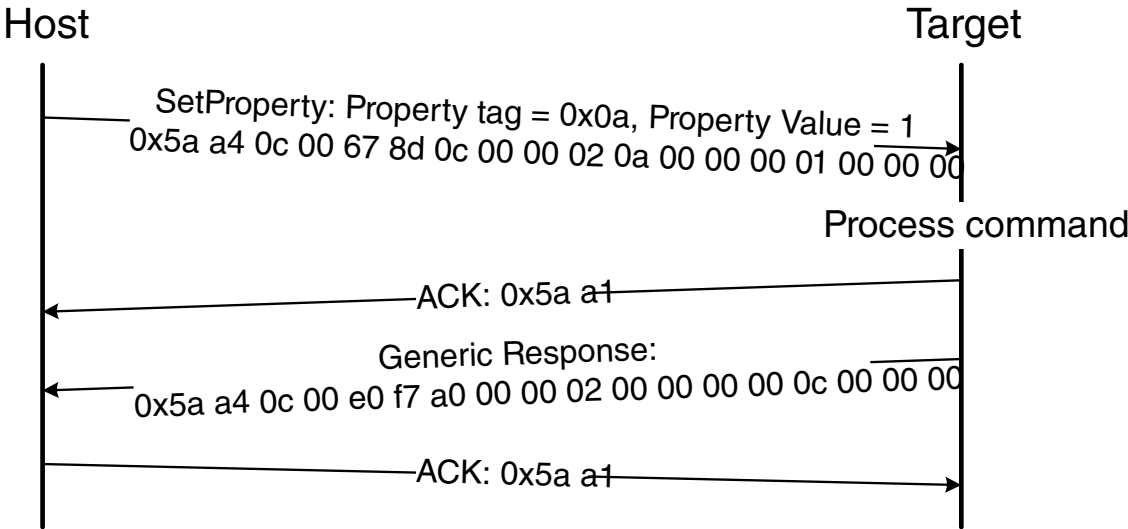 Host
Target
SetProperty: Property tag = 0x0a, Property Value = 1
0x5a a4 0c 00 67 8d 0c 00 00 02 0a 00 00 00 01 00 00 00
Process command
ACK: 0x5a a1
Generic Response:
0x5a a4 0c 00 e0 f7 a0 00 00 02 00 00 00 00 0c 00 00 00
ACK: 0x5a a1